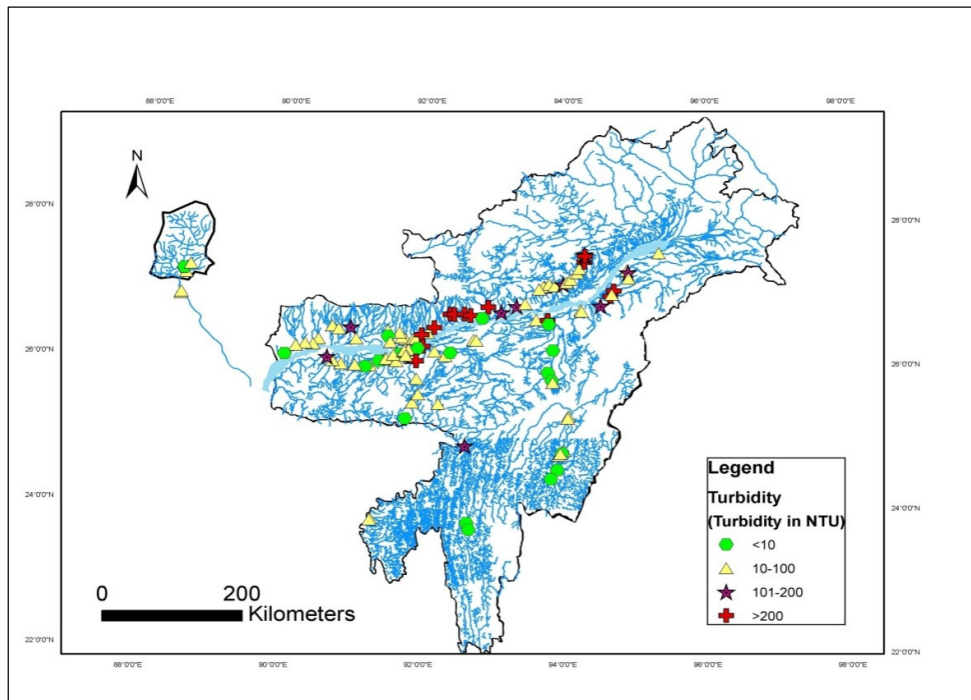 88°0'0"E 90°0'0"E 92°0'0"E 94°0'0"E 96°0'0"E 98°0'0"E
N
28°0'0"N 28°0'0"N
26°0'0"N 26°0'0"N
24°0'0"N 24°0'0"N
22°0'0"N 22°0'0"N
Legend
Turbidity
(Turbidity in NTU)
<10
10-100
101-200
>200
0 200
Kilometers
88°0'0"E 90°0'0"E 92°0'0"E 94°0'0"E 96°0'0"E 98°0'0"E